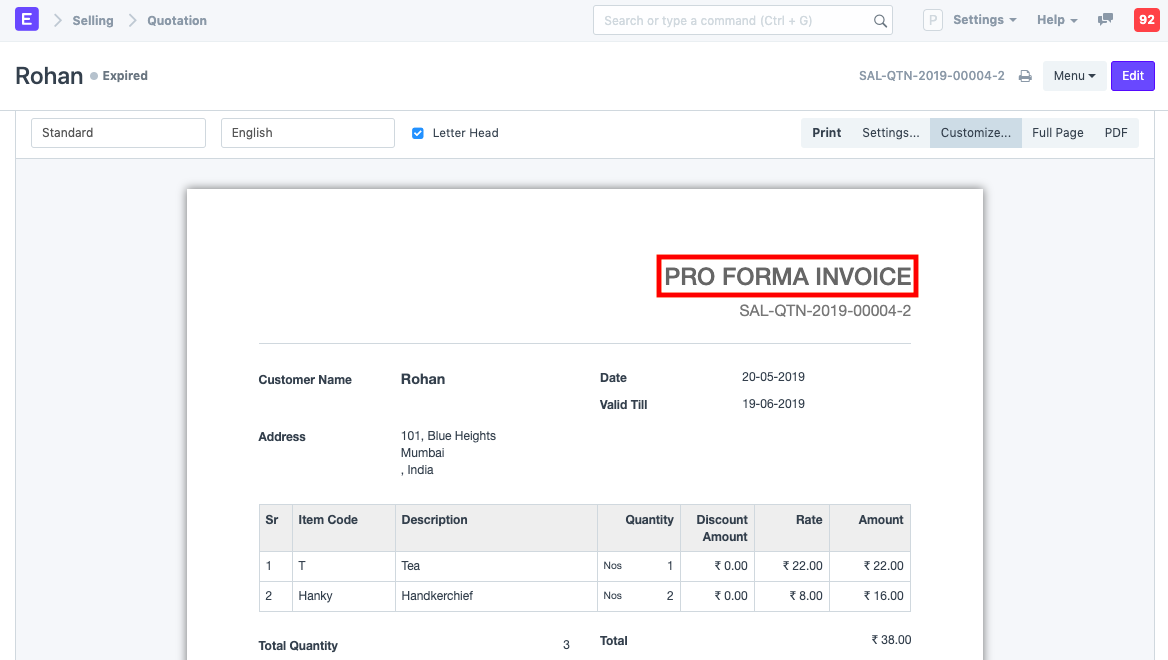 E Selling Quotation Search or type a command (Ctrl + G) P Settings Help 92
Rohan Expired SAL-QTN-2019-00004-2 Menu Edit
Standard English Letter Head Print Settings... Customize... Full Page PDF
PRO FORMA INVOICE
SAL-QTN-2019-00004-2
Customer Name Rohan Date 20-05-2019
Valid Till 19-06-2019
Address 101, Blue Heights
Mumbai
, India
Sr Item Code Description Quantity Discount Amount Rate Amount
1 T Tea Nos 1 ₹ 0.00 ₹ 22.00 ₹ 22.00
2 Hanky Handkerchief Nos 2 ₹ 0.00 ₹ 8.00 ₹ 16.00
Total Quantity 3 Total ₹ 38.00